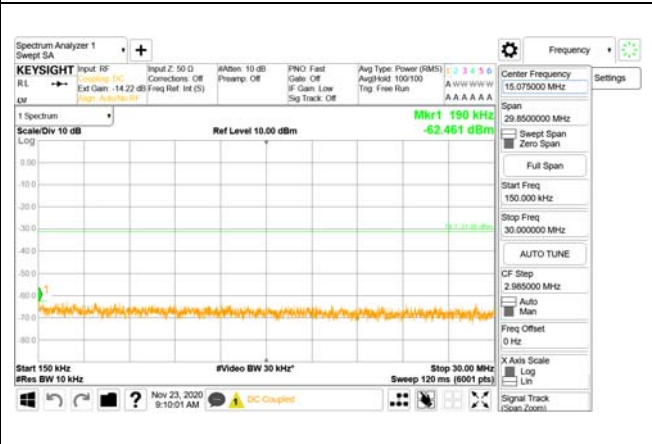 Spectrum Analyzer 1
Swept SA
+
Frequency
KEYSIGHT
Input: RF
Coupling: DC
Ext Gain: -14.22 dB
Align: Auto/No RF
Input Z: 50 Ω
Corrections: Off
Freq Ref: Int (S)
#Atten: 10 dB
Preamp: Off
PNO: Fast
Gate: Off
IF Gain: Low
Sig Track: Off
Avg Type: Power (RMS)
Avg|Hold: 100/100
Trig: Free Run
1 2 3 4 5 6
A W W W W W
A A A A A A
R L
Center Frequency
15.075000 MHz
Settings
1 Spectrum
Mkr1 190 kHz
Scale/Div 10 dB
Ref Level 10.00 dBm
-62.461 dBm
Span
29.8500000 MHz
Swept Span
Zero Span
Full Span
Start Freq
150.000 kHz
Stop Freq
30.000000 MHz
AUTO TUNE
CF Step
2.985000 MHz
Auto
Man
Freq Offset
0 Hz
X Axis Scale
Log
Lin
Signal Track
(Span Zoom)
Log
0.00
-10.0
-20.0
-30.0
-40.0
-50.0
-60.0
-70.0
-80.0
1
Start 150 kHz
#Video BW 30 kHz*
Stop 30.00 MHz
#Res BW 10 kHz
Sweep 120 ms (6001 pts)
?
Nov 23, 2020
9:10:01 AM
DC Coupled